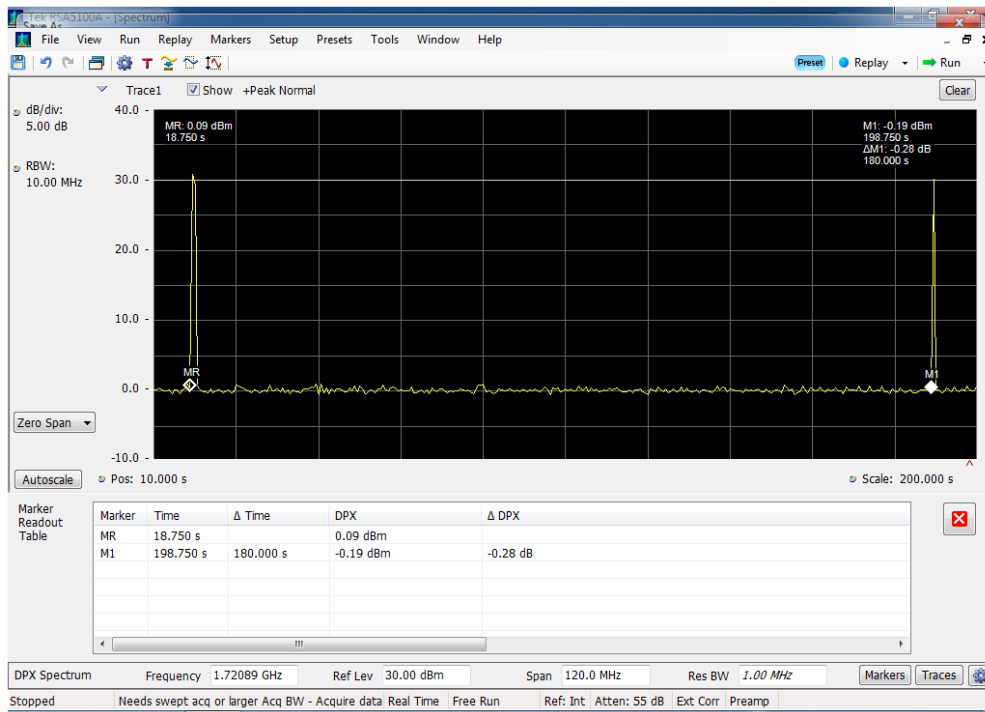 Tek RSA5100A - [Spectrum]
Save As
File View Run Replay Markers Setup Presets Tools Window Help
T Preset Replay Run
Trace1 Show +Peak Normal Clear
dB/div:
5.00 dB
RBW:
10.00 MHz
40.0
30.0
20.0
10.0
0.0
-10.0
MR: 0.09 dBm
18.750 s
M1: -0.19 dBm
198.750 s
ΔM1: -0.28 dB
180.000 s
MR
M1
Zero Span
Autoscale Pos: 10.000 s Scale: 200.000 s
Marker
Readout
Table
Marker Time Δ Time DPX Δ DPX
MR 18.750 s 0.09 dBm
M1 198.750 s 180.000 s -0.19 dBm -0.28 dB
DPX Spectrum Frequency 1.72089 GHz Ref Lev 30.00 dBm Span 120.0 MHz Res BW 1.00 MHz Markers Traces
Stopped Needs swept acq or larger Acq BW - Acquire data Real Time Free Run Ref: Int Atten: 55 dB Ext Corr Preamp